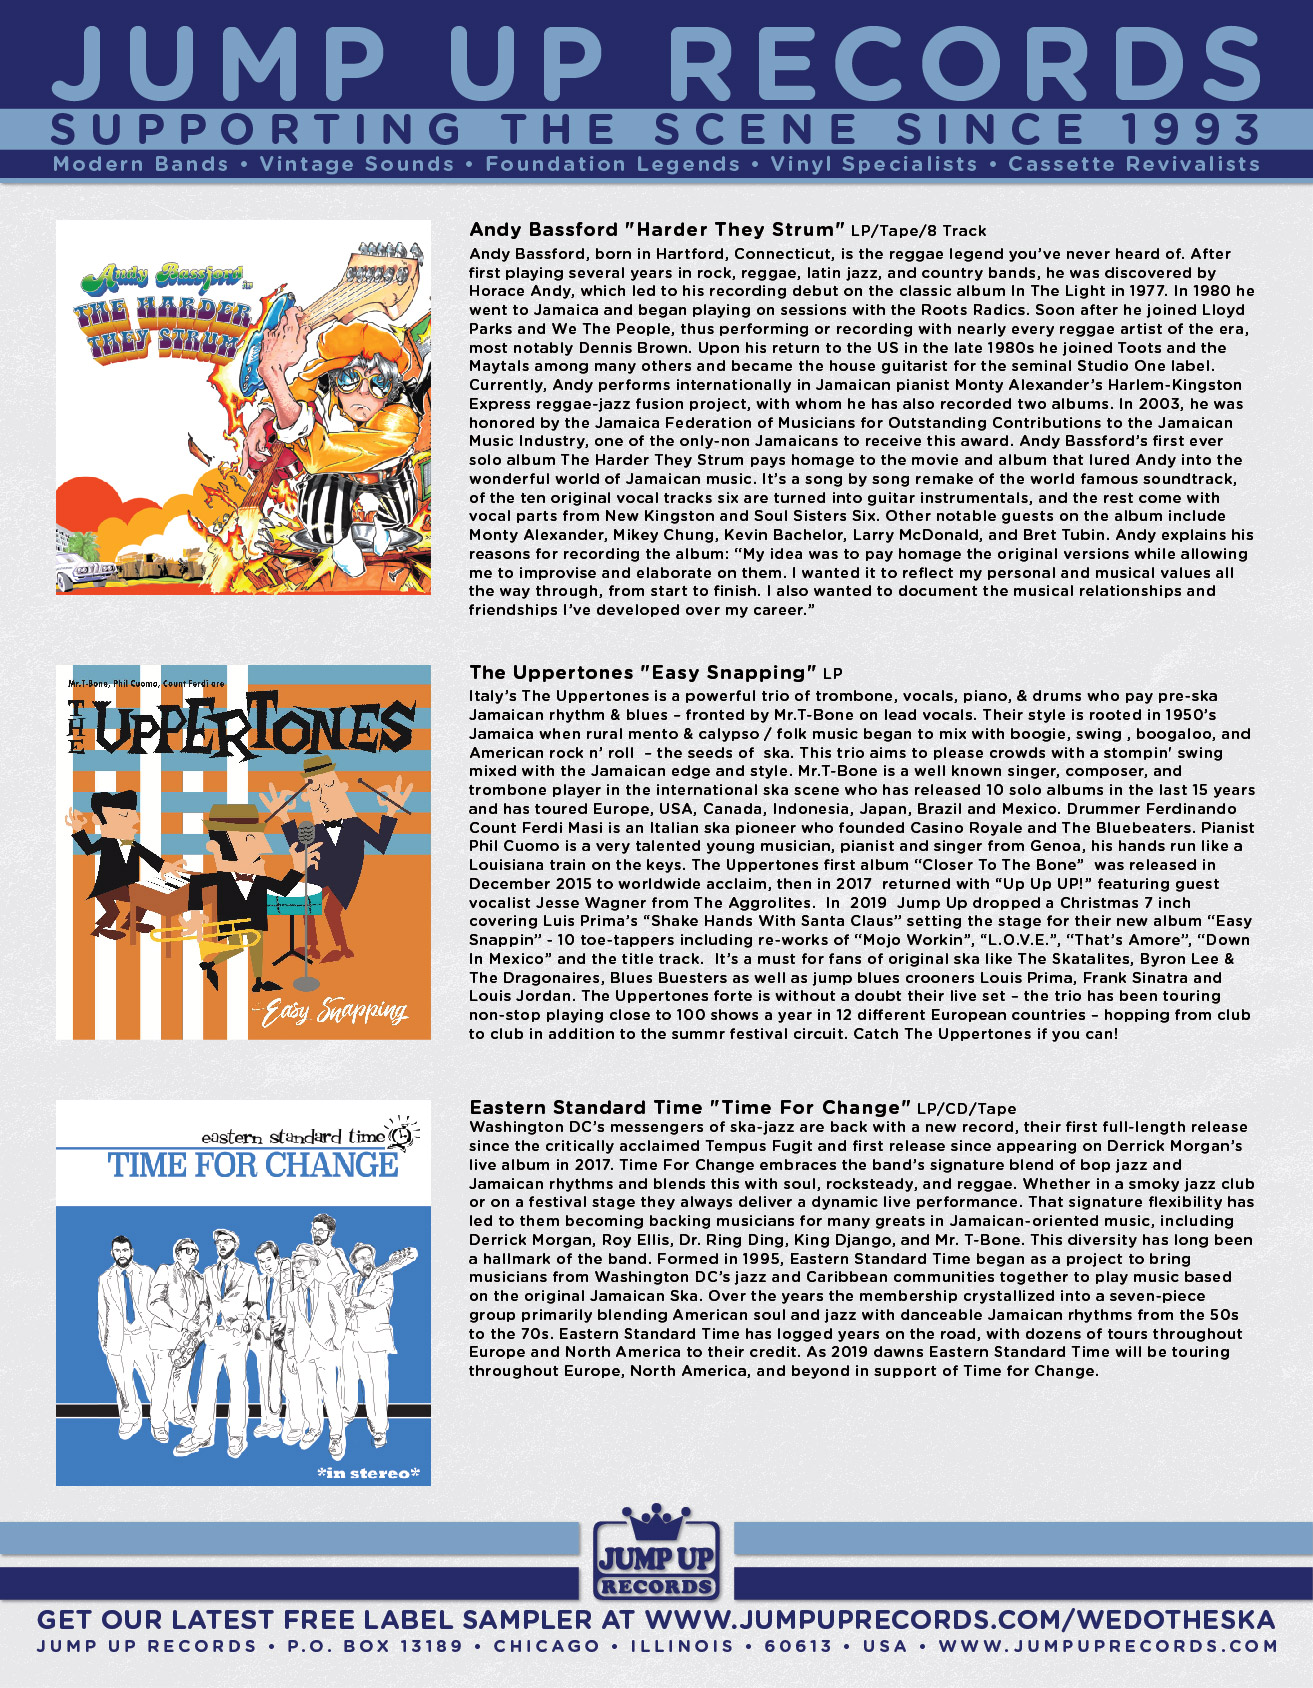 JUMP UP RECORDS
SUPPORTING THE SCENE SINCE 1993
Modern Bands • Vintage Sounds • Foundation Legends • Vinyl Specialists • Cassette Revivalists
Andy Bassford in
THE HARDER
THEY STRUM
Andy Bassford "Harder They Strum" LP/Tape/8 Track
Andy Bassford, born in Hartford, Connecticut, is the reggae legend you've never heard of. After
first playing several years in rock, reggae, latin jazz, and country bands, he was discovered by
Horace Andy, which led to his recording debut on the classic album In The Light in 1977. In 1980 he
went to Jamaica and began playing on sessions with the Roots Radics. Soon after he joined Lloyd
Parks and We The People, thus performing or recording with nearly every reggae artist of the era,
most notably Dennis Brown. Upon his return to the US in the late 1980s he joined Toots and the
Maytals among many others and became the house guitarist for the seminal Studio One label.
Currently, Andy performs internationally in Jamaican pianist Monty Alexander's Harlem-Kingston
Express reggae-jazz fusion project, with whom he has also recorded two albums. In 2003, he was
honored by the Jamaica Federation of Musicians for Outstanding Contributions to the Jamaican
Music Industry, one of the only-non Jamaicans to receive this award. Andy Bassford's first ever
solo album The Harder They Strum pays homage to the movie and album that lured Andy into the
wonderful world of Jamaican music. It's a song by song remake of the world famous soundtrack,
of the ten original vocal tracks six are turned into guitar instrumentals, and the rest come with
vocal parts from New Kingston and Soul Sisters Six. Other notable guests on the album include
Monty Alexander, Mikey Chung, Kevin Bachelor, Larry McDonald, and Bret Tubin. Andy explains his
reasons for recording the album: “My idea was to pay homage the original versions while allowing
me to improvise and elaborate on them. I wanted it to reflect my personal and musical values all
the way through, from start to finish. I also wanted to document the musical relationships and
friendships I've developed over my career.”
Mr.T-Bone, Phil Cuomo, Count Ferdi are
THE UPPERTONES
Easy Snapping
The Uppertones "Easy Snapping" LP
Italy's The Uppertones is a powerful trio of trombone, vocals, piano, & drums who pay pre-ska
Jamaican rhythm & blues – fronted by Mr.T-Bone on lead vocals. Their style is rooted in 1950's
Jamaica when rural mento & calypso / folk music began to mix with boogie, swing , boogaloo, and
American rock n' roll – the seeds of ska. This trio aims to please crowds with a stompin' swing
mixed with the Jamaican edge and style. Mr.T-Bone is a well known singer, composer, and
trombone player in the international ska scene who has released 10 solo albums in the last 15 years
and has toured Europe, USA, Canada, Indonesia, Japan, Brazil and Mexico. Drummer Ferdinando
Count Ferdi Masi is an Italian ska pioneer who founded Casino Royale and The Bluebeaters. Pianist
Phil Cuomo is a very talented young musician, pianist and singer from Genoa, his hands run like a
Louisiana train on the keys. The Uppertones first album “Closer To The Bone” was released in
December 2015 to worldwide acclaim, then in 2017 returned with “Up Up UP!” featuring guest
vocalist Jesse Wagner from The Aggrolites. In 2019 Jump Up dropped a Christmas 7 inch
covering Luis Prima's “Shake Hands With Santa Claus” setting the stage for their new album “Easy
Snappin” - 10 toe-tappers including re-works of “Mojo Workin”, “L.O.V.E.”, “That's Amore”, “Down
In Mexico” and the title track. It's a must for fans of original ska like The Skatalites, Byron Lee &
The Dragonaires, Blues Buesters as well as jump blues crooners Louis Prima, Frank Sinatra and
Louis Jordan. The Uppertones forte is without a doubt their live set – the trio has been touring
non-stop playing close to 100 shows a year in 12 different European countries – hopping from club
to club in addition to the summr festival circuit. Catch The Uppertones if you can!
eastern standard time
TIME FOR CHANGE
*in stereo*
Eastern Standard Time "Time For Change" LP/CD/Tape
Washington DC's messengers of ska-jazz are back with a new record, their first full-length release
since the critically acclaimed Tempus Fugit and first release since appearing on Derrick Morgan's
live album in 2017. Time For Change embraces the band's signature blend of bop jazz and
Jamaican rhythms and blends this with soul, rocksteady, and reggae. Whether in a smoky jazz club
or on a festival stage they always deliver a dynamic live performance. That signature flexibility has
led to them becoming backing musicians for many greats in Jamaican-oriented music, including
Derrick Morgan, Roy Ellis, Dr. Ring Ding, King Django, and Mr. T-Bone. This diversity has long been
a hallmark of the band. Formed in 1995, Eastern Standard Time began as a project to bring
musicians from Washington DC's jazz and Caribbean communities together to play music based
on the original Jamaican Ska. Over the years the membership crystallized into a seven-piece
group primarily blending American soul and jazz with danceable Jamaican rhythms from the 50s
to the 70s. Eastern Standard Time has logged years on the road, with dozens of tours throughout
Europe and North America to their credit. As 2019 dawns Eastern Standard Time will be touring
throughout Europe, North America, and beyond in support of Time for Change.
JUMP UP
RECORDS
GET OUR LATEST FREE LABEL SAMPLER AT WWW.JUMPUPRECORDS.COM/WEDOTHESKA
JUMP UP RECORDS • P.O. BOX 13189 • CHICAGO • ILLINOIS • 60613 • USA • WWW.JUMPUPRECORDS.COM